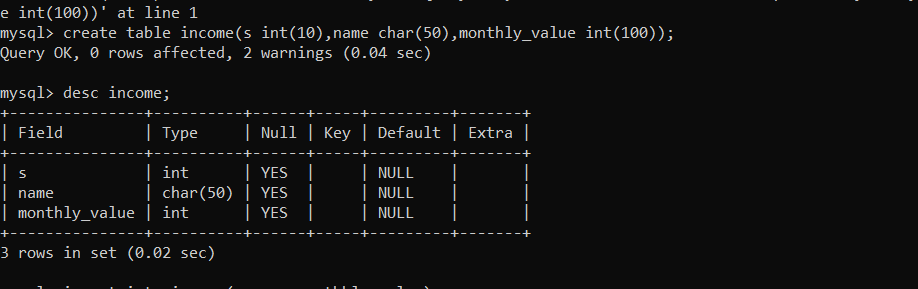 e int(100))' at line 1
mysql> create table income(s int(10),name char(50),monthly_value int(100));
Query OK, 0 rows affected, 2 warnings (0.04 sec)
mysql> desc income;
+---------------+----------+------+-----+---------+-------+
| Field         | Type     | Null | Key | Default | Extra |
+---------------+----------+------+-----+---------+-------+
| s             | int      | YES  |     | NULL    |       |
| name          | char(50) | YES  |     | NULL    |       |
| monthly_value | int      | YES  |     | NULL    |       |
+---------------+----------+------+-----+---------+-------+
3 rows in set (0.02 sec)